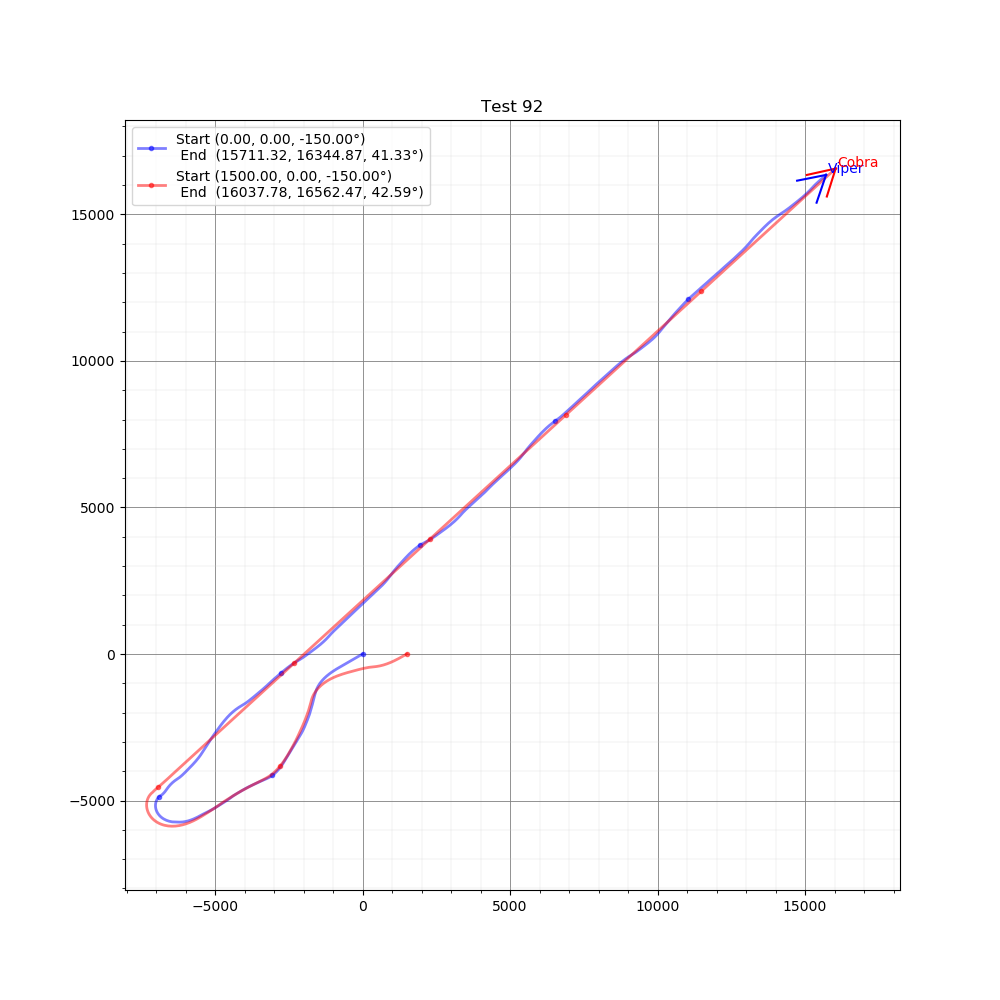 Test 92
Start (0.00, 0.00, -150.00°)
End  (15711.32, 16344.87, 41.33°)
Start (1500.00, 0.00, -150.00°)
End  (16037.78, 16562.47, 42.59°)
Cobra
Viper
15000
10000
5000
0
−5000
−5000
0
5000
10000
15000